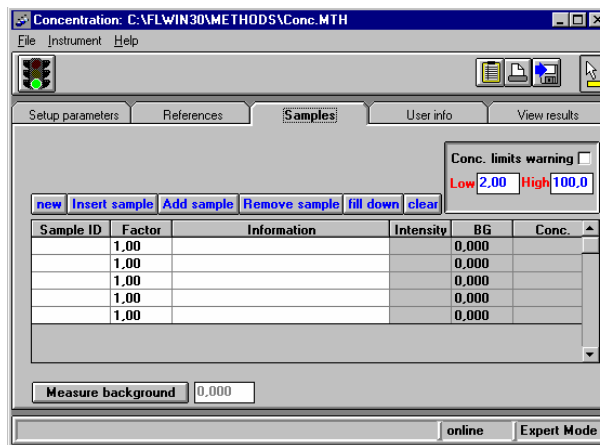 Concentration: C:\FLWIN30\METHODS\Conc.MTH
File Instrument Help
Setup parameters References Samples User info View results
Conc. limits warning
Low 2,00 High 100,0
new Insert sample Add sample Remove sample fill down clear
Sample ID Factor Information Intensity BG Conc.
1,00 0,000
1,00 0,000
1,00 0,000
1,00 0,000
1,00 0,000
Measure background 0,000
online Expert Mode